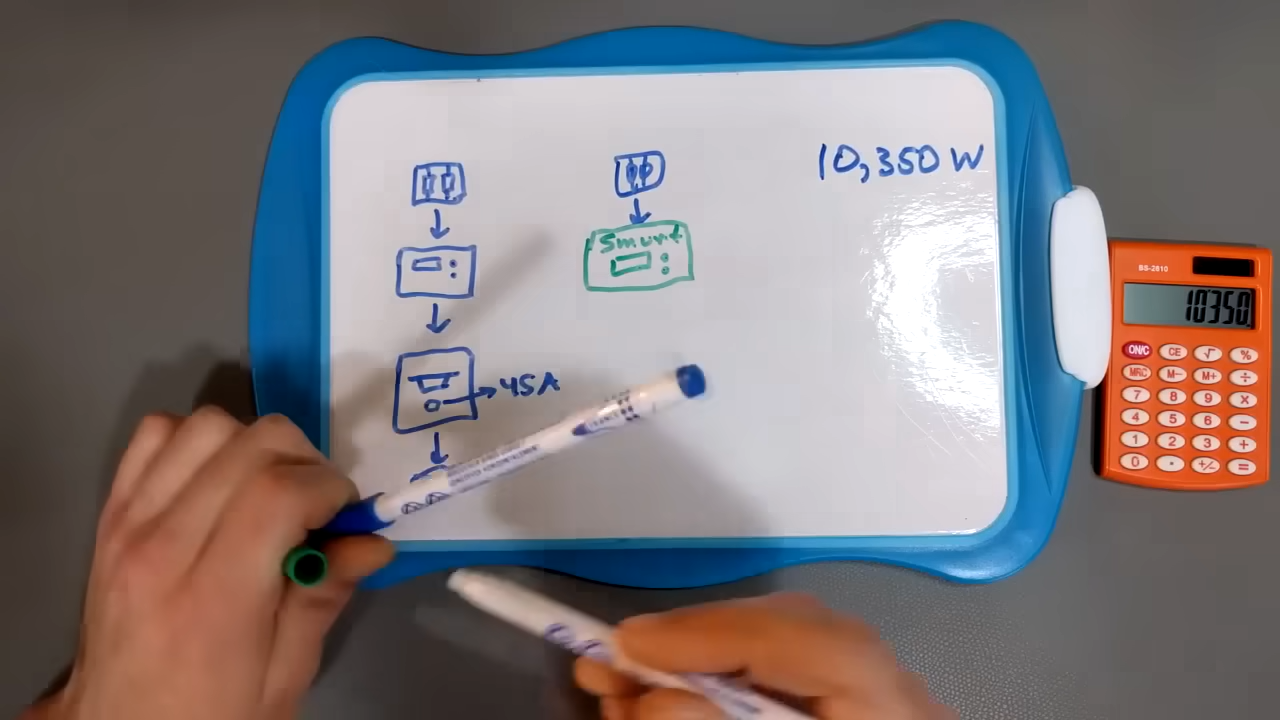 10,350 W
Smart
45A
BS-2810
10350.
ON/C CE √ %
MRC M- M+ ÷
7 8 9 X
4 5 6 −
1 2 3 +
0 • +/- =